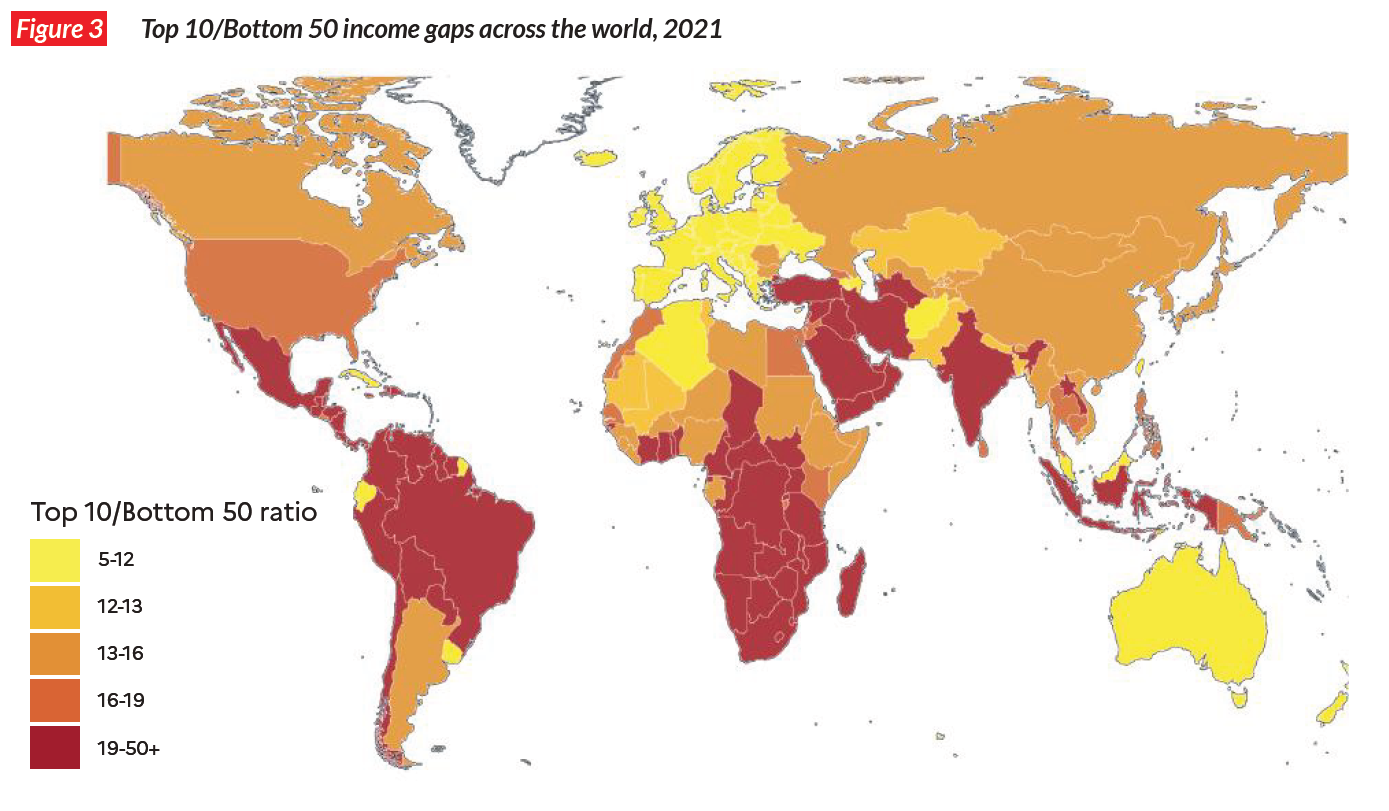 Figure 3 Top 10/Bottom 50 income gaps across the world, 2021
Top 10/Bottom 50 ratio
5-12
12-13
13-16
16-19
19-50+